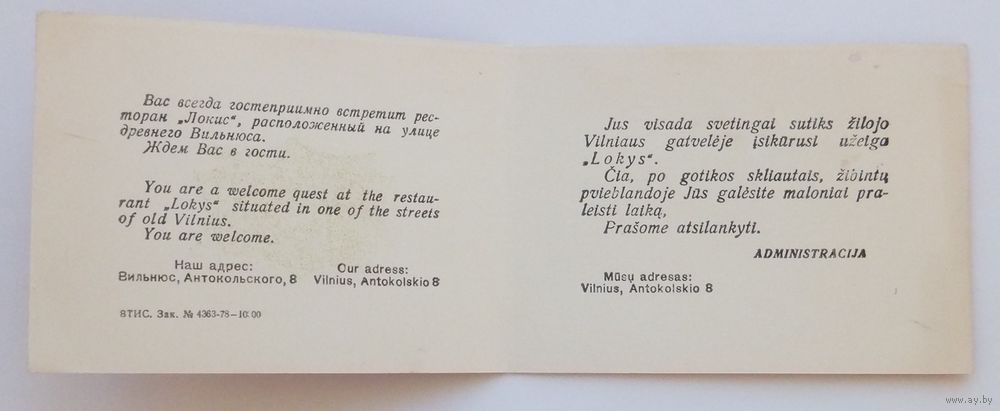 Вас всегда гостеприимно встретит рес-
торан „Локис“, расположенный на улице
древнего Вильнюса.
Ждем Вас в гости.
You are a welcome quest at the restau-
rant „Lokys“ situated in one of the streets
of old Vilnius.
You are welcome.
Наш адрес:
Вильнюс, Антокольского, 8
Our adress:
Vilnius, Antokolskio 8
8ТИС. Зак. № 4363-78—10:00
Jus visada svetingai sutiks žilojo
Vilniaus gatvelėje įsikūrusi užeiga
„Lokys“.
Čia, po gotikos skliautais, žibintų
pvieblandoje Jūs galėsite maloniai pra-
leisti laiką,
Prašome atsilankyti.
ADMINISTRACIJA
Mūsų adresas:
Vilnius, Antokolskio 8
www.ay.by